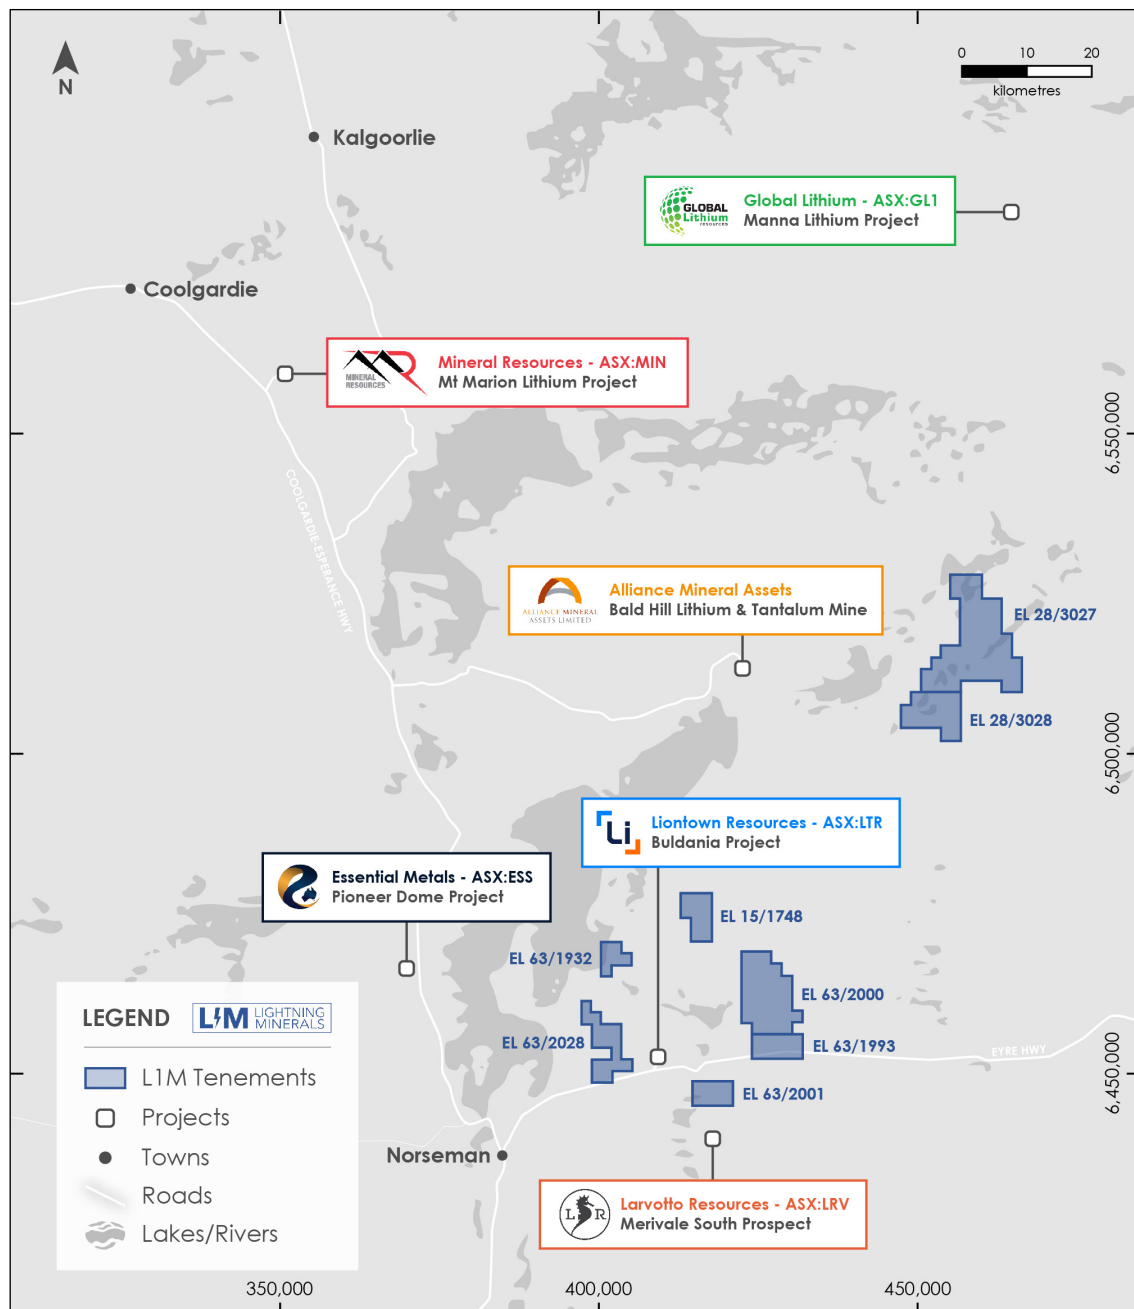 N
0 10 20
kilometres
Kalgoorlie
GLOBAL
Lithium
resources
Global Lithium - ASX:GL1
Manna Lithium Project
Coolgardie
MINERAL
RESOURCES
Mineral Resources - ASX:MIN
Mt Marion Lithium Project
6,550,000
COOLGARDIE-ESPERANCE HWY
ALLIANCE MINERAL
ASSETS LIMITED
Alliance Mineral Assets
Bald Hill Lithium & Tantalum Mine
EL 28/3027
EL 28/3028
6,500,000
Li
Liontown Resources - ASX:LTR
Buldania Project
Essential Metals - ASX:ESS
Pioneer Dome Project
EL 15/1748
EL 63/1932
EL 63/2000
EL 63/2028
EL 63/1993
EYRE HWY
6,450,000
EL 63/2001
Norseman
L R
Larvotto Resources - ASX:LRV
Merivale South Prospect
LEGEND
L1M LIGHTNING
MINERALS
L1M Tenements
Projects
Towns
Roads
Lakes/Rivers
350,000
400,000
450,000